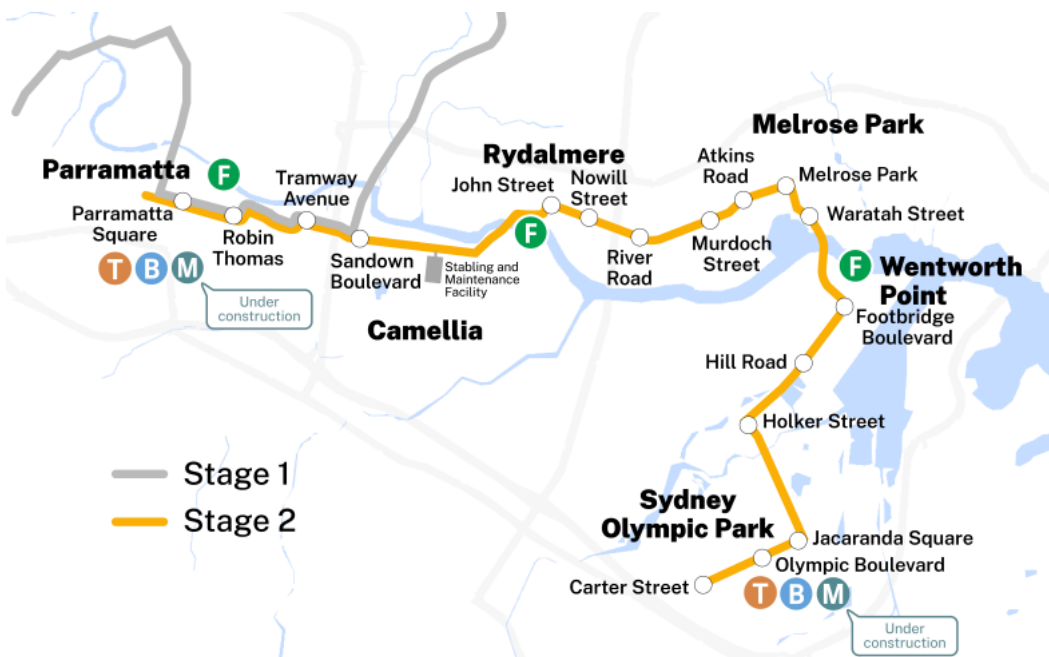 Melrose Park
Parramatta
F
Rydalmere
Atkins
Road
Melrose Park
Tramway
Avenue
John Street
Nowill
Street
Waratah Street
Parramatta
Square
Robin
Thomas
Sandown
Boulevard
F
River
Road
Murdoch
Street
F
Wentworth
Point
T B M
Under
construction
Stabling and
Maintenance
Facility
Footbridge
Boulevard
Camellia
Hill Road
Holker Street
Stage 1
Stage 2
Sydney
Olympic Park
Jacaranda Square
Olympic Boulevard
Carter Street
T B M
Under
construction